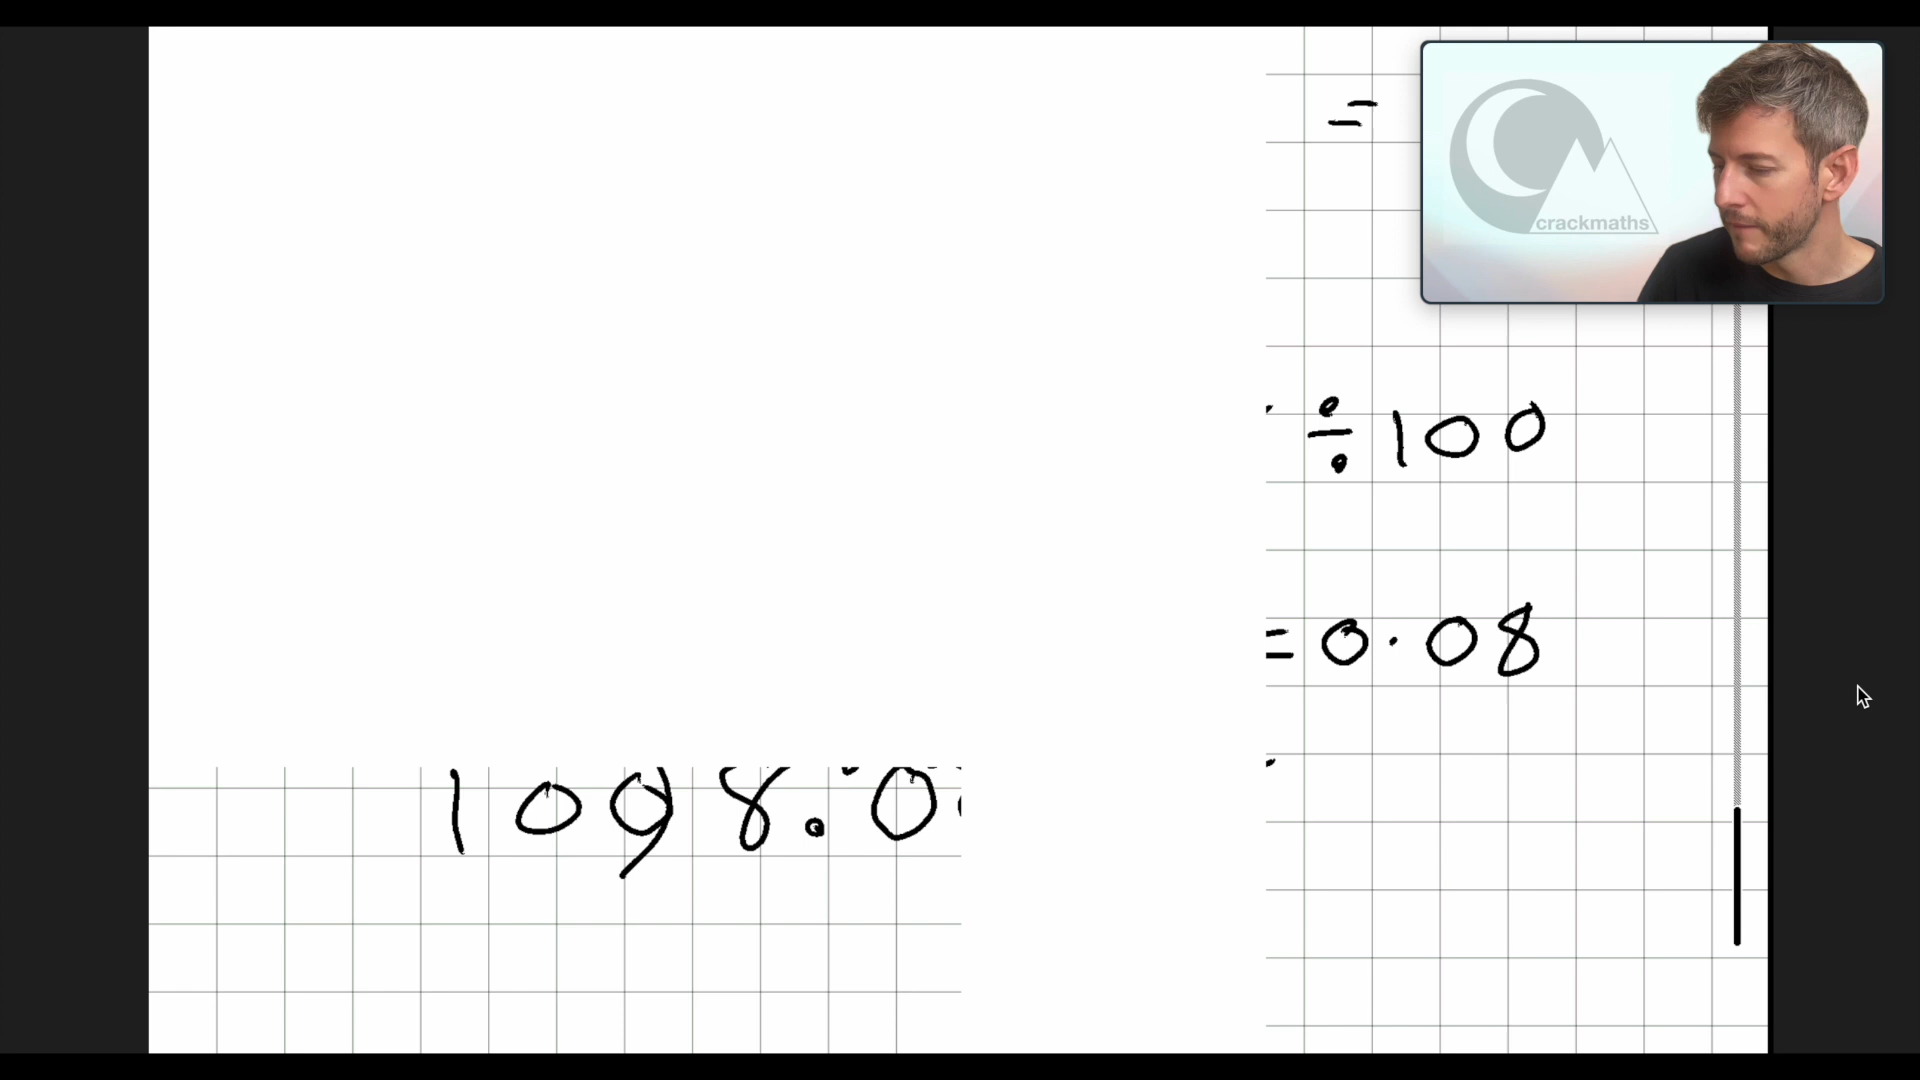 =
crackmaths
÷ 100
= 0.08
1098.0